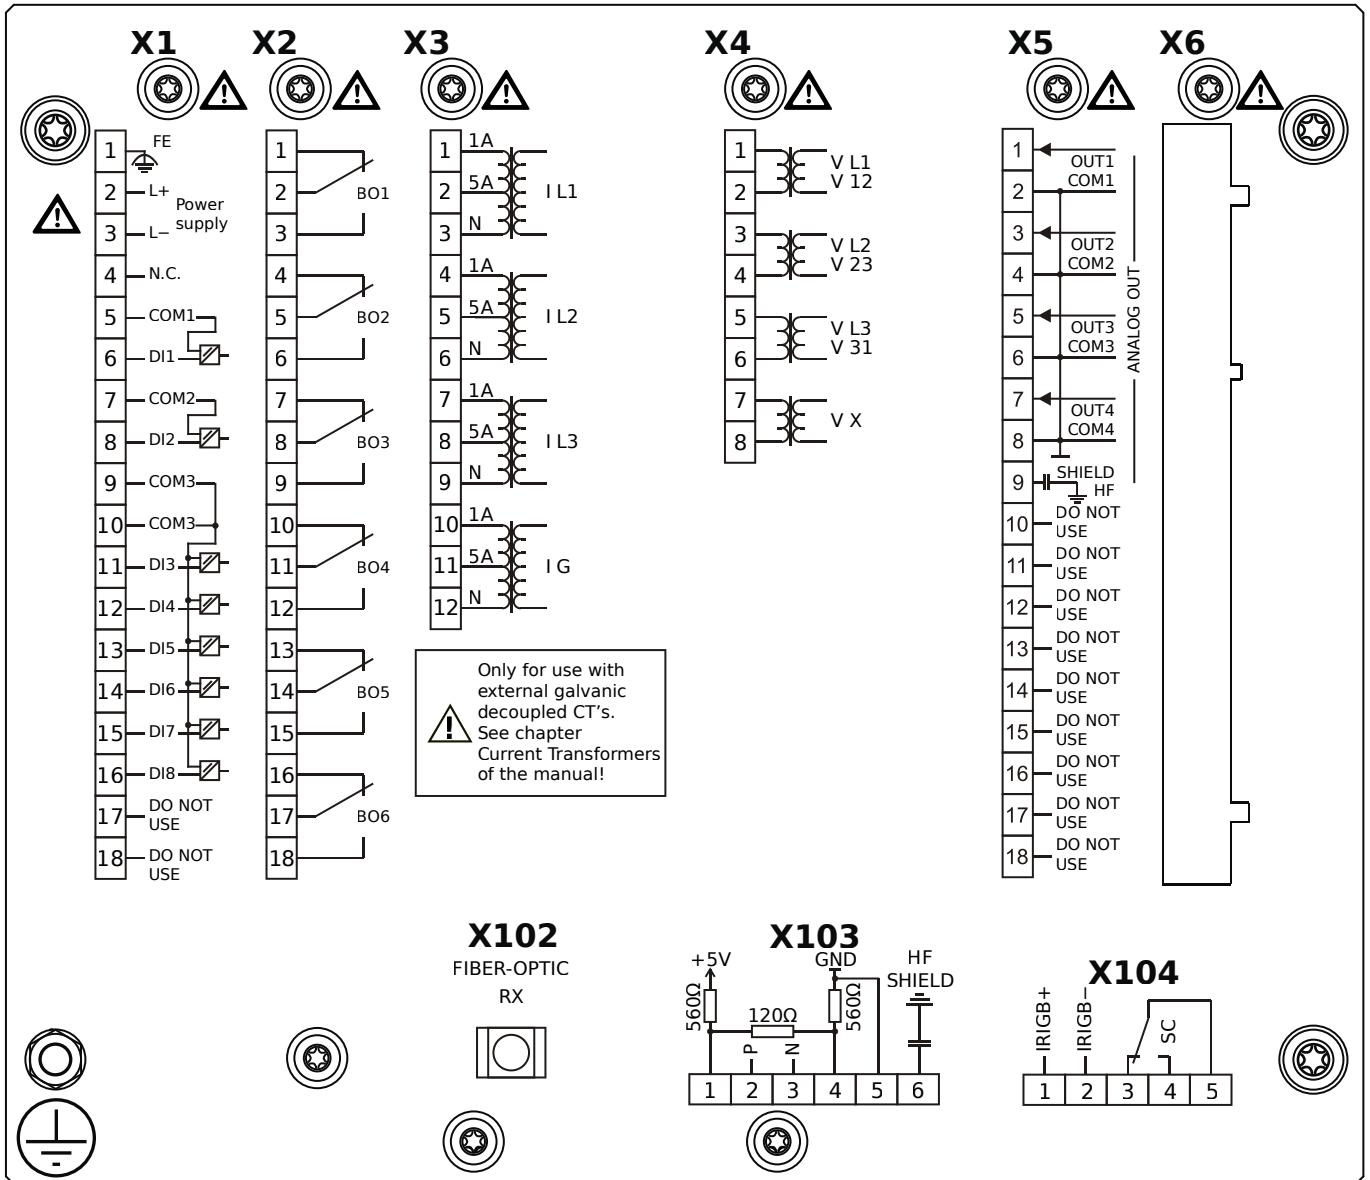 X1
X2
X3
X4
X5
X6
1
FE
2
L+
Power
supply
3
L−
4
N.C.
5
COM1
6
DI1
7
COM2
8
DI2
9
COM3
10
COM3
11
DI3
12
DI4
13
DI5
14
DI6
15
DI7
16
DI8
17
DO NOT
USE
18
DO NOT
USE
1
2
BO1
3
4
5
BO2
6
7
8
BO3
9
10
11
BO4
12
13
14
BO5
15
16
17
BO6
18
1
1A
2
5A
I L1
3
N
4
1A
5
5A
I L2
6
N
7
1A
8
5A
I L3
9
N
10
1A
11
5A
I G
12
N
!
Only for use with
external galvanic
decoupled CT's.
See chapter
Current Transformers
of the manual!
1
V L1
2
V 12
3
V L2
4
V 23
5
V L3
6
V 31
7
V X
8
1
OUT1
2
COM1
3
OUT2
4
COM2
5
OUT3
6
COM3
7
OUT4
8
COM4
ANALOG OUT
9
SHIELD
HF
10
DO NOT
USE
11
DO NOT
USE
12
DO NOT
USE
13
DO NOT
USE
14
DO NOT
USE
15
DO NOT
USE
16
DO NOT
USE
17
DO NOT
USE
18
DO NOT
USE
X102
FIBER-OPTIC
RX
X103
+5V
GND
HF
SHIELD
560Ω
120Ω
560Ω
P
N
1 2 3 4 5 6
X104
IRIGB+
IRIGB−
SC
1 2 3 4 5